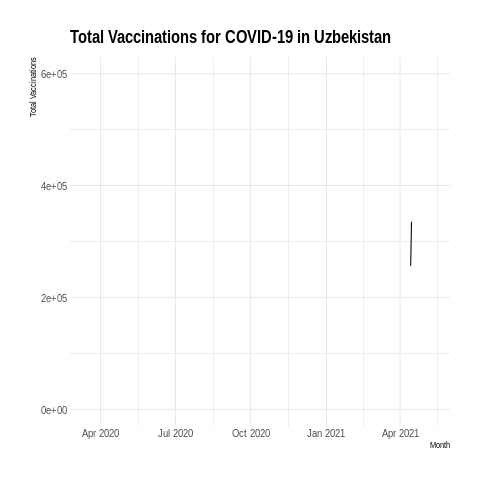 Total Vaccinations for COVID-19 in Uzbekistan
Total Vaccinations
6e+05
4e+05
2e+05
0e+00
Apr 2020
Jul 2020
Oct 2020
Jan 2021
Apr 2021
Month